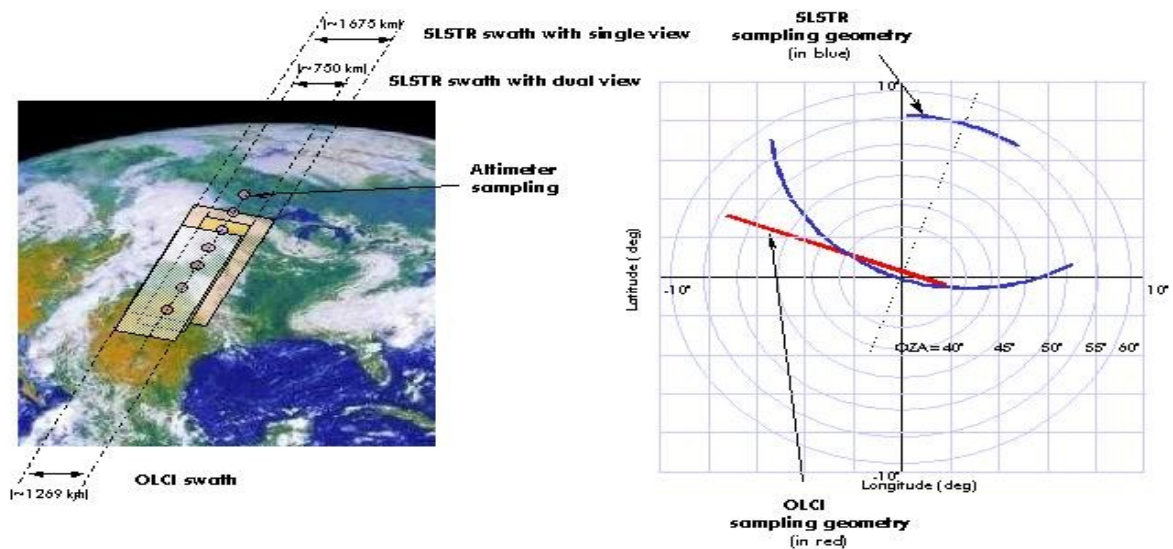 |~1675 km|
SLSTR swath with single view
|~750 km|
SLSTR swath with dual view
Altimeter
sampling
OLCI swath
|~1269 km|
SLSTR
sampling geometry
(in blue)
10°
Latitude (deg)
-10°
10°
OZA = 40° 45° 50° 55° 60°
-10°
Longitude (deg)
OLCI
sampling geometry
(in red)